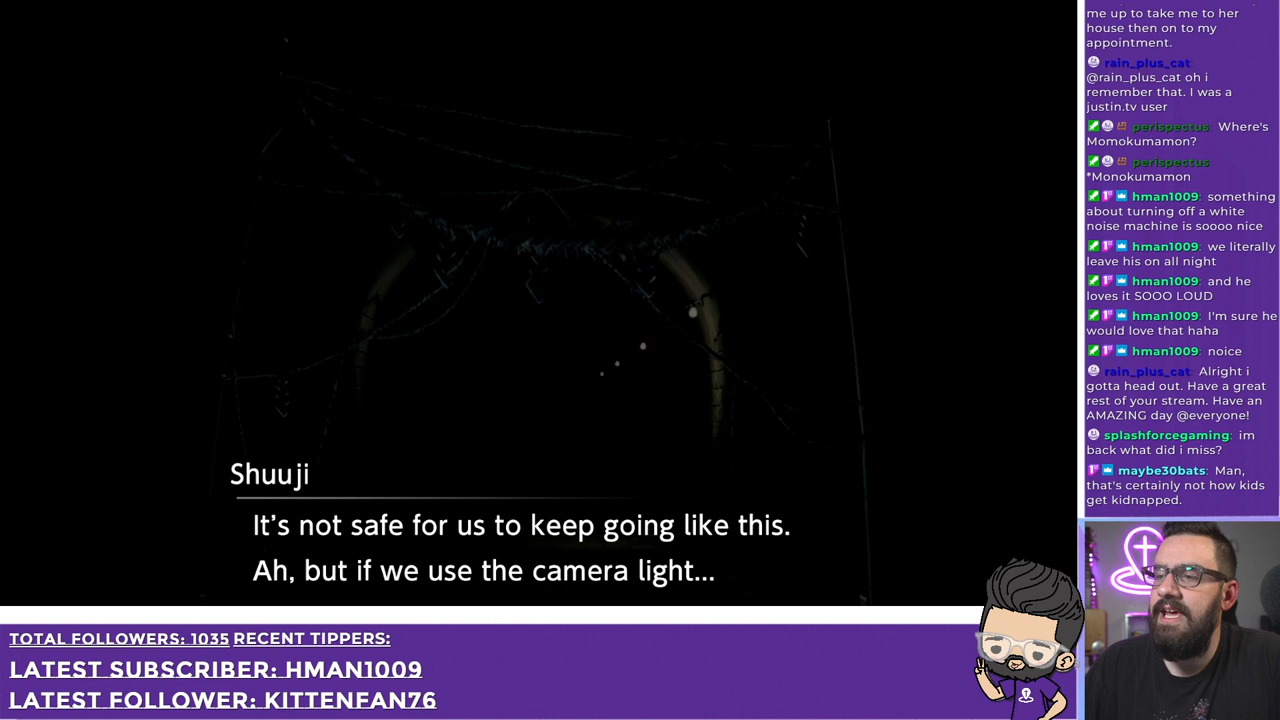 Shuuji
It's not safe for us to keep going like this.
Ah, but if we use the camera light...
me up to take me to her
house then on to my
appointment.
rain_plus_cat:
@rain_plus_cat oh i
remember that. I was a
justin.tv user
perispectus: Where's
Momokumamon?
perispectus:
*Monokumamon
hman1009: something
about turning off a white
noise machine is soooo nice
hman1009: we literally
leave his on all night
hman1009: and he
loves it SOOO LOUD
hman1009: I'm sure he
would love that haha
hman1009: noice
rain_plus_cat: Alright i
gotta head out. Have a great
rest of your stream. Have an
AMAZING day @everyone!
splashforcegaming: im
back what did i miss?
maybe30bats: Man,
that's certainly not how kids
get kidnapped.
TOTAL FOLLOWERS: 1035 RECENT TIPPERS:
LATEST SUBSCRIBER: HMAN1009
LATEST FOLLOWER: KITTENFAN76